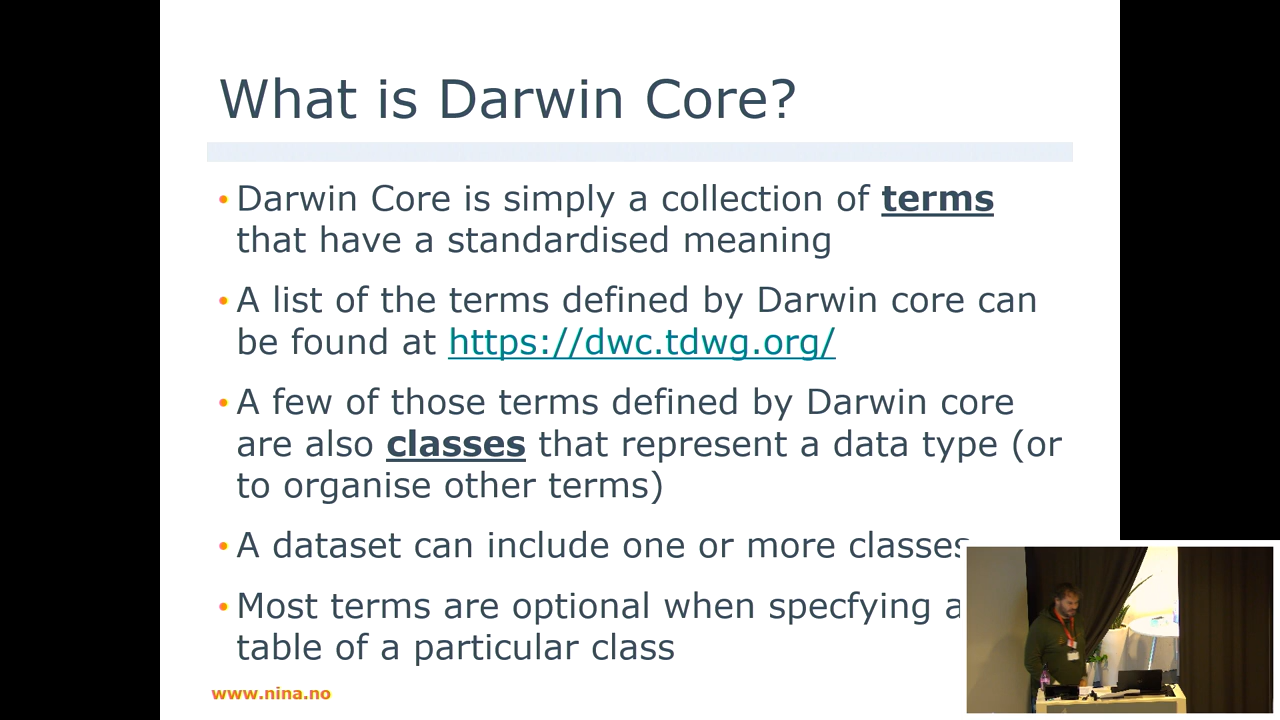 What is Darwin Core?
• Darwin Core is simply a collection of terms
that have a standardised meaning
• A list of the terms defined by Darwin core can
be found at https://dwc.tdwg.org/
• A few of those terms defined by Darwin core
are also classes that represent a data type (or
to organise other terms)
• A dataset can include one or more classes
• Most terms are optional when specfying a
table of a particular class
www.nina.no